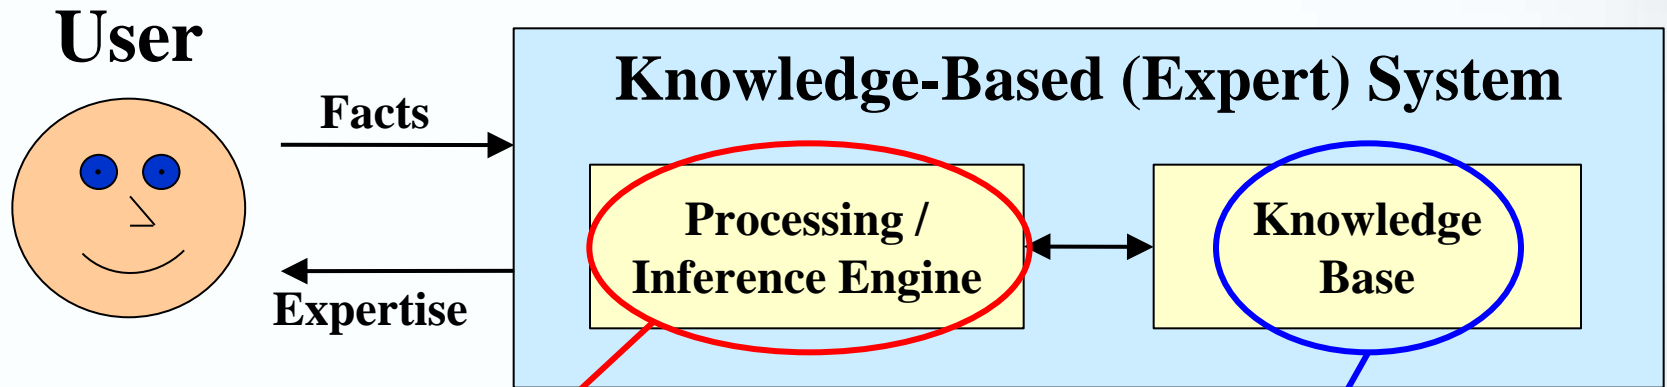 User
Knowledge-Based (Expert) System
Facts
Processing /
Inference Engine
Knowledge
Base
Expertise